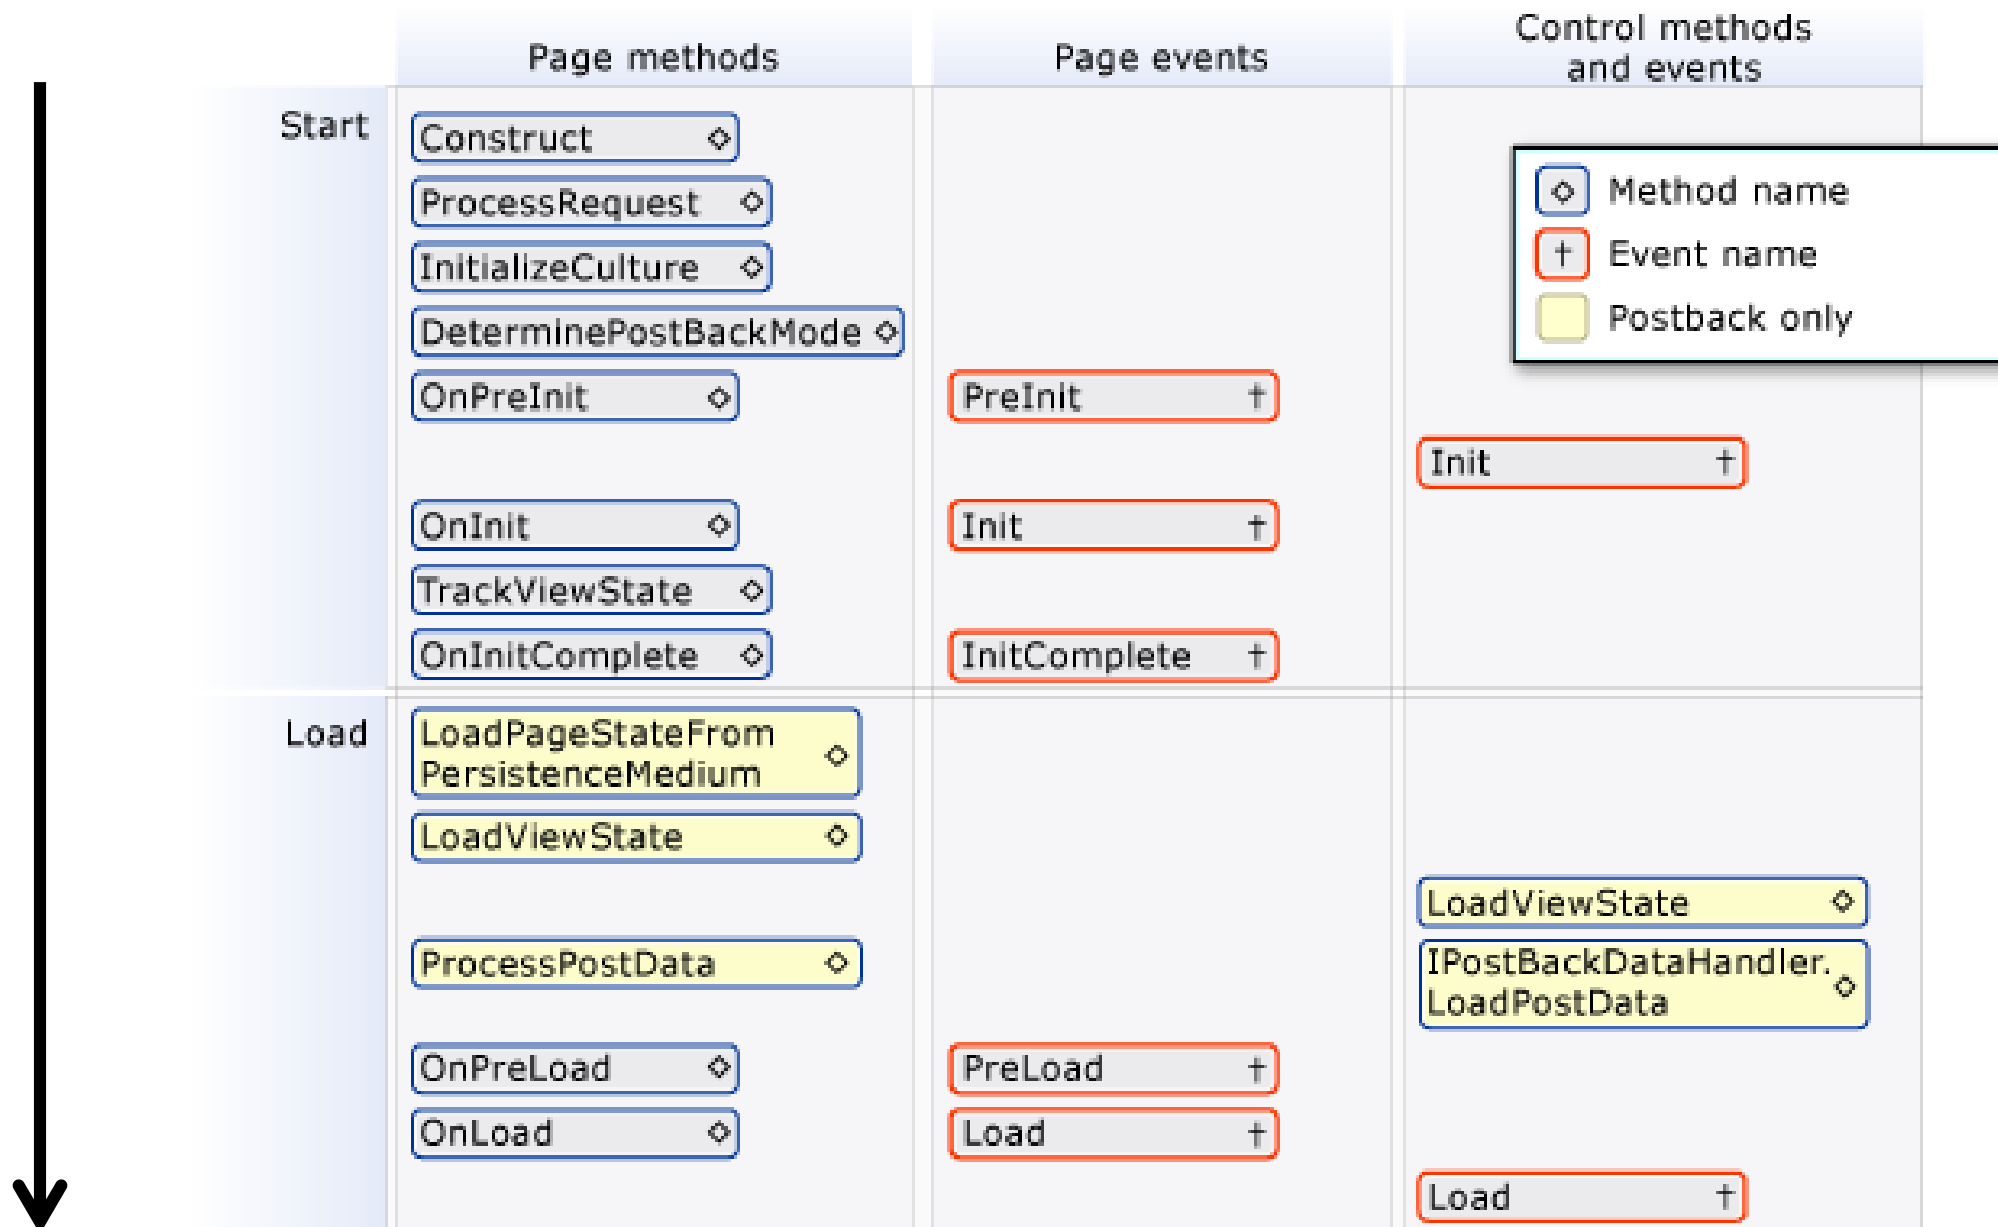 Page methods
Page events
Control methods
and events
Start
Construct ◇
ProcessRequest ◇
InitializeCulture ◇
DeterminePostBackMode ◇
OnPreInit ◇
PreInit †
Init †
OnInit ◇
Init †
TrackViewState ◇
OnInitComplete ◇
InitComplete †
◇ Method name
† Event name
Postback only
Load
LoadPageStateFrom
PersistenceMedium ◇
LoadViewState ◇
LoadViewState ◇
ProcessPostData ◇
IPostBackDataHandler.
LoadPostData ◇
OnPreLoad ◇
PreLoad †
OnLoad ◇
Load †
Load †